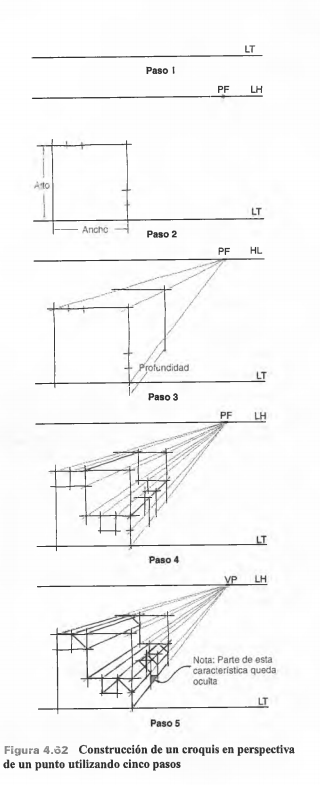 LT
Paso 1
PF LH
Alto
LT
Ancho
Paso 2
PF HL
Profundidad
LT
Paso 3
PF LH
LT
Paso 4
VP LH
Nota: Parte de esta
característica queda
oculta
LT
Paso 5
Figura 4.62 Construcción de un croquis en perspectiva
de un punto utilizando cinco pasos